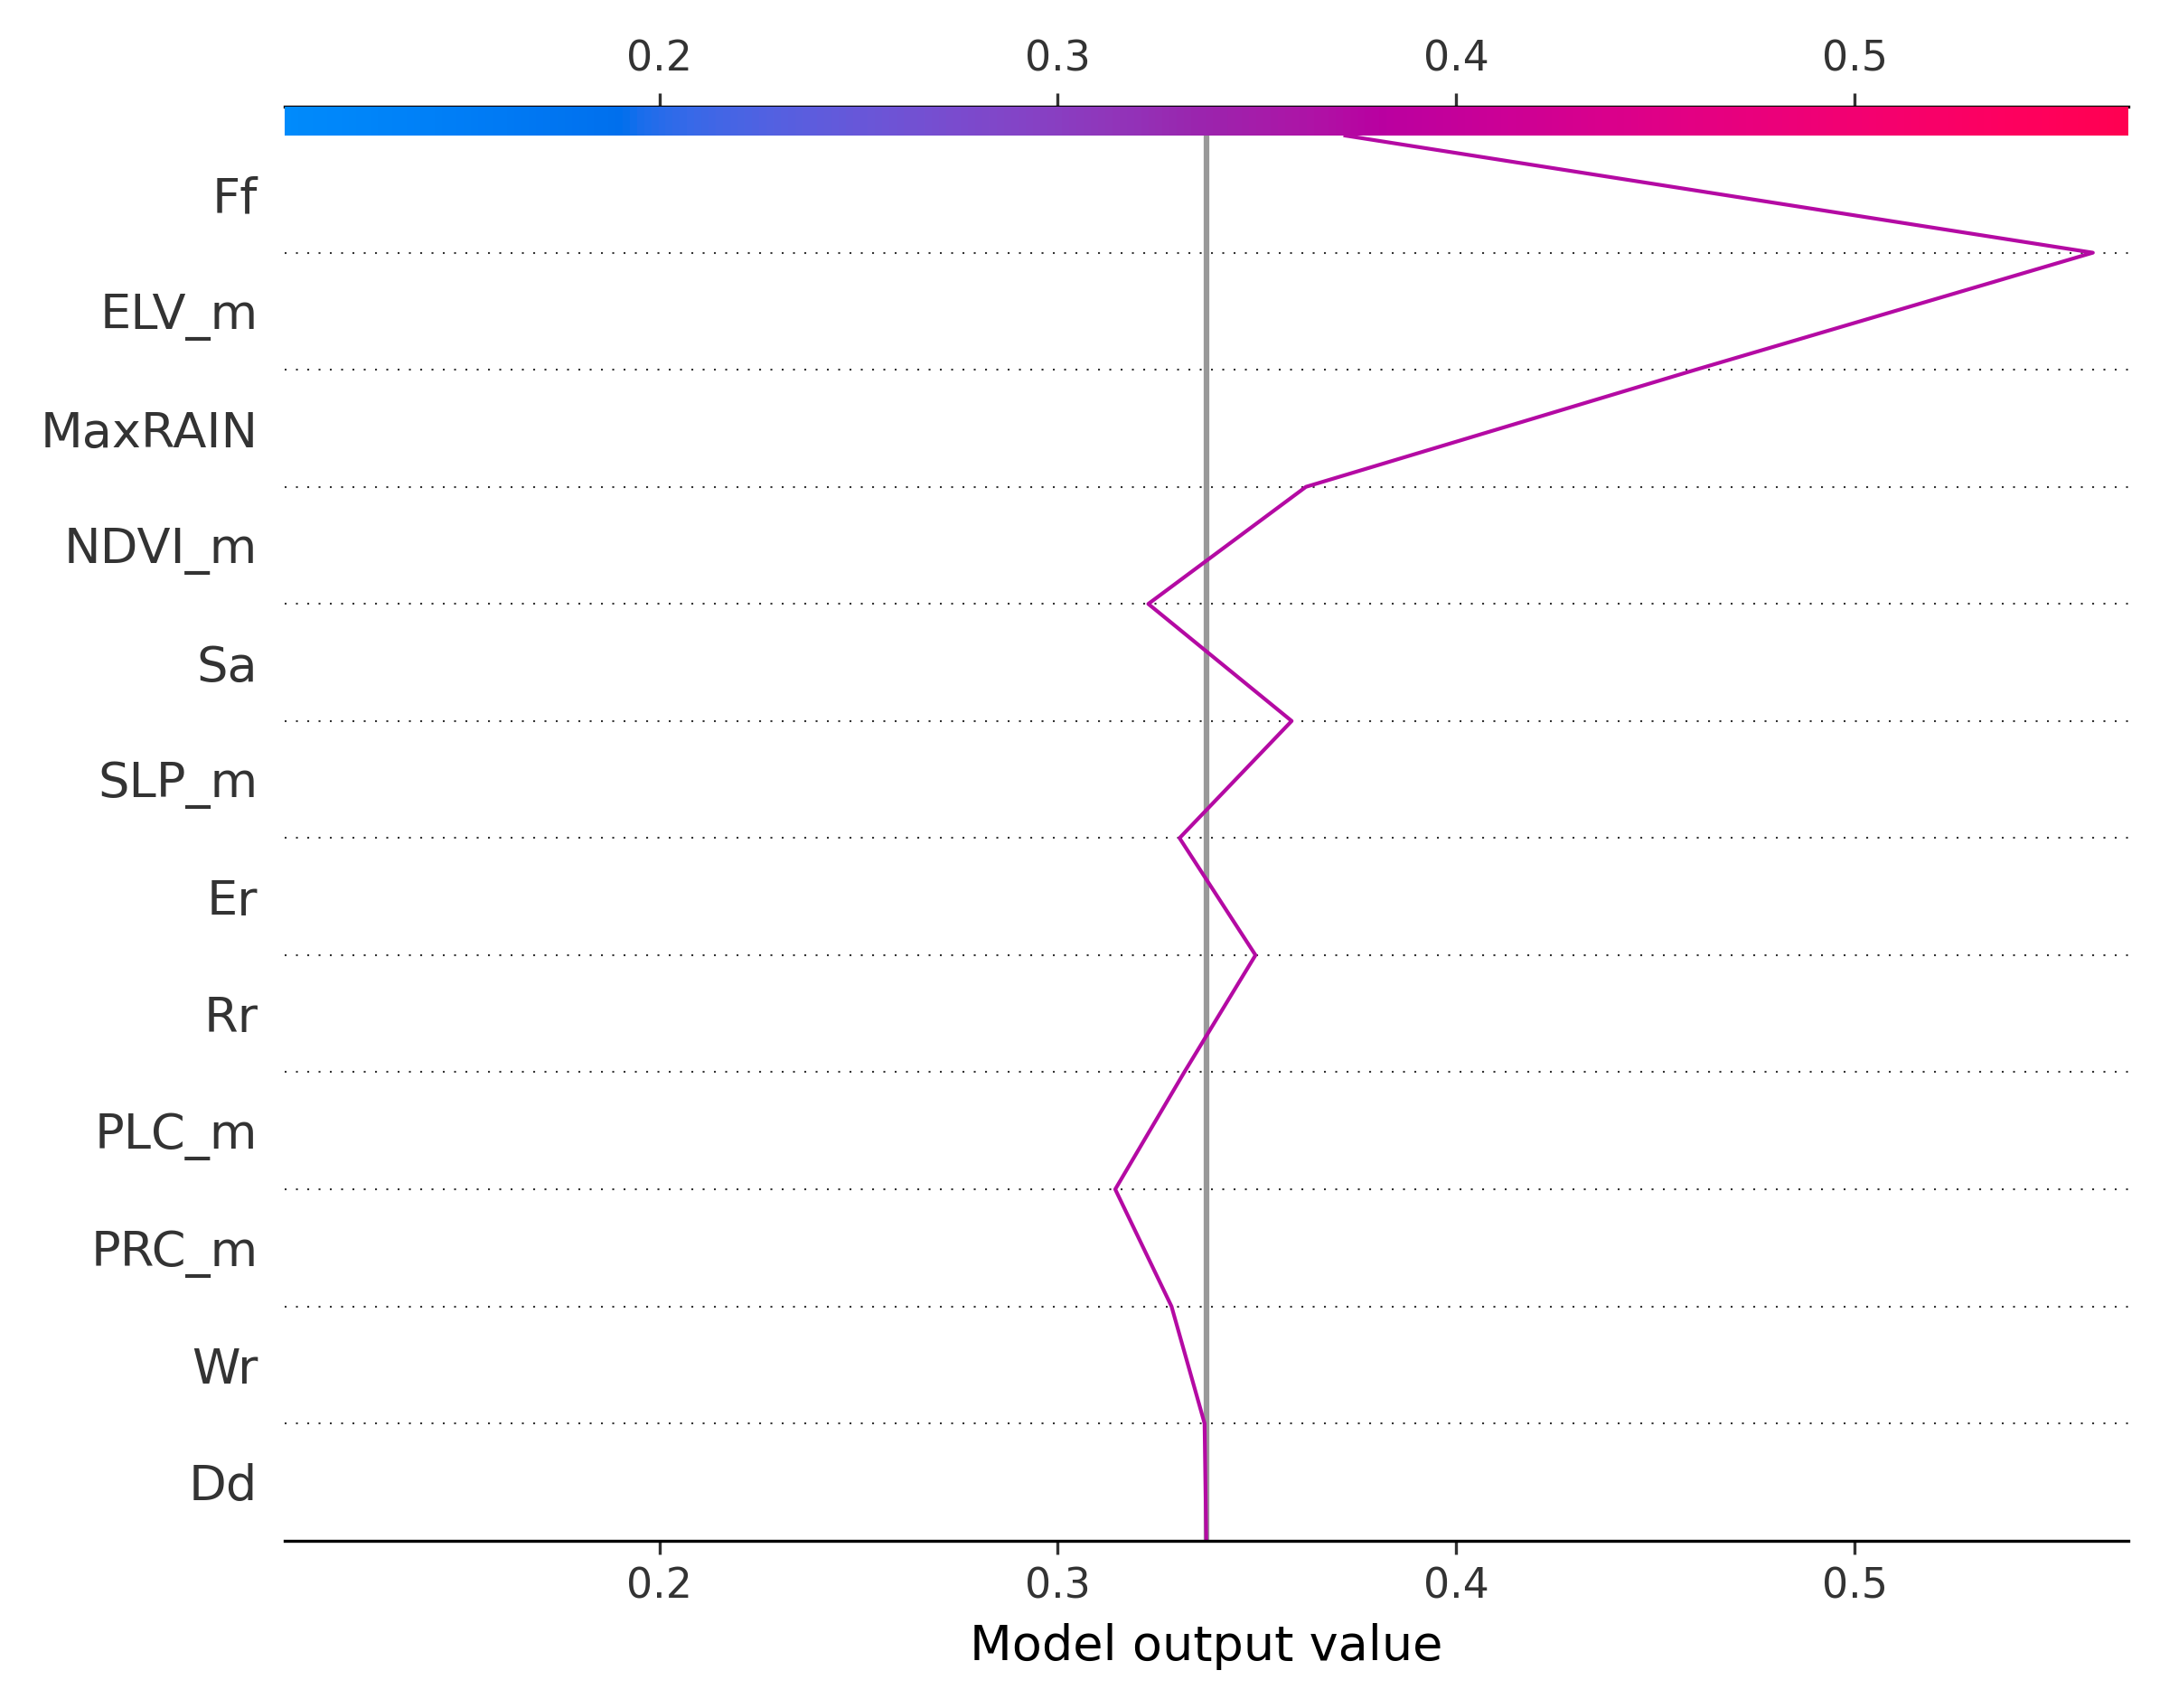 0.2 0.3 0.4 0.5
Ff
ELV_m
MaxRAIN
NDVI_m
Sa
SLP_m
Er
Rr
PLC_m
PRC_m
Wr
Dd
0.2 0.3 0.4 0.5
Model output value